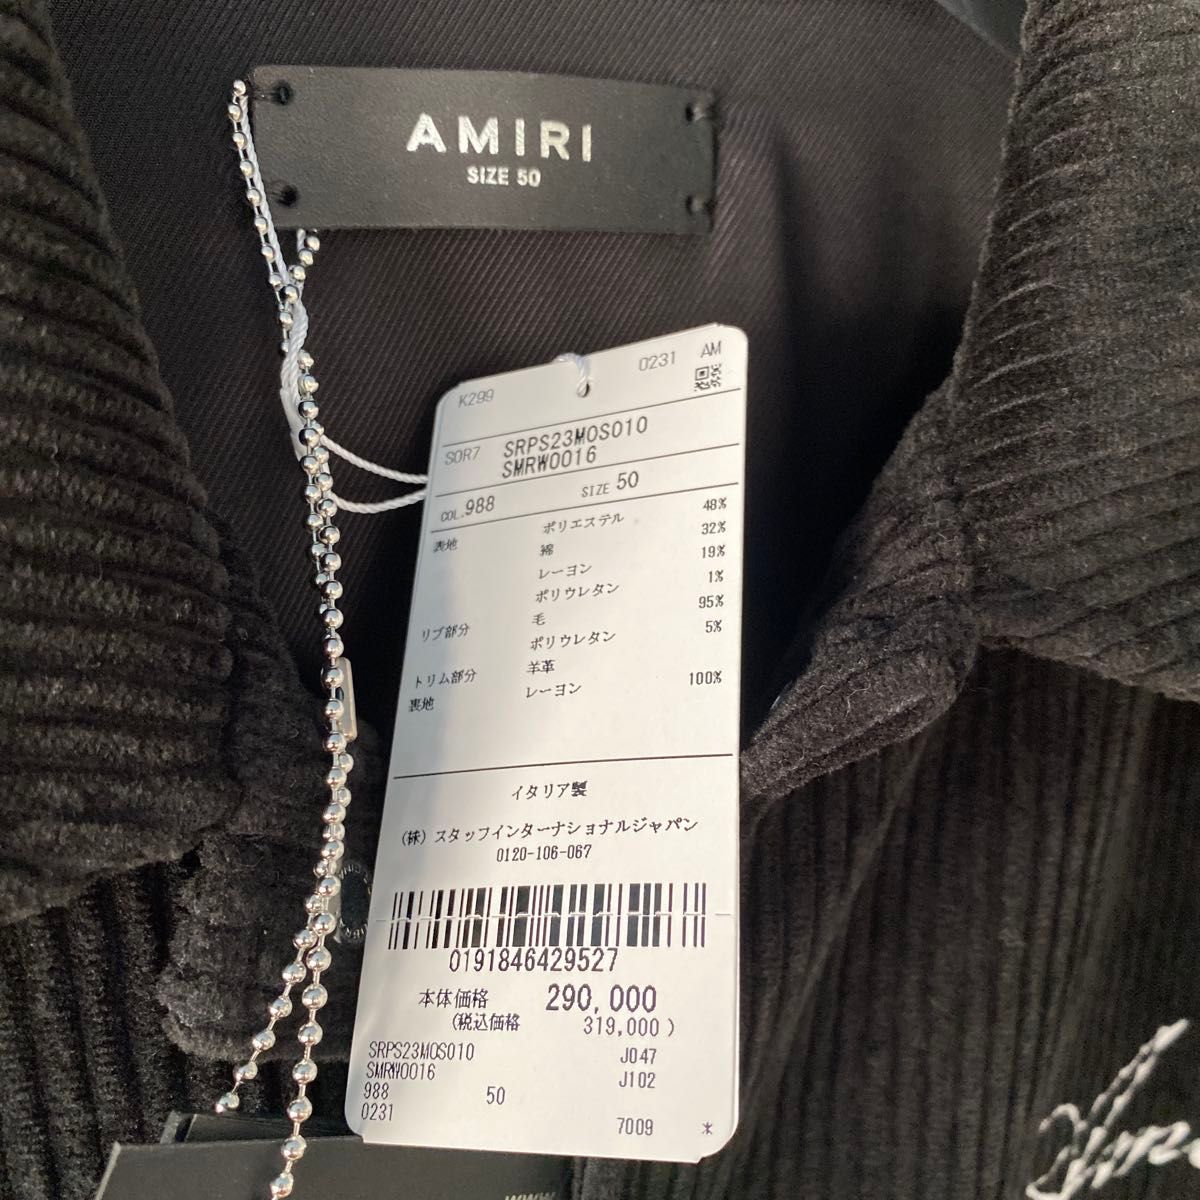 AMIRI
SIZE 50
K299 0231 AM
SOR7 SRPS23MOS010
SMRW0016
COL.988 SIZE 50
表地 ポリエステル 48%
綿 32%
レーヨン 19%
ポリウレタン 1%
リブ部分 毛 95%
ポリウレタン 5%
トリム部分 羊革
裏地 レーヨン 100%
イタリア製
(株)スタッフインターナショナルジャパン
0120-106-067
0191846429527
本体価格 290,000
(税込価格 319,000)
SRPS23MOS010 J047
SMRW0016 J102
988 50
0231 7009 *
www